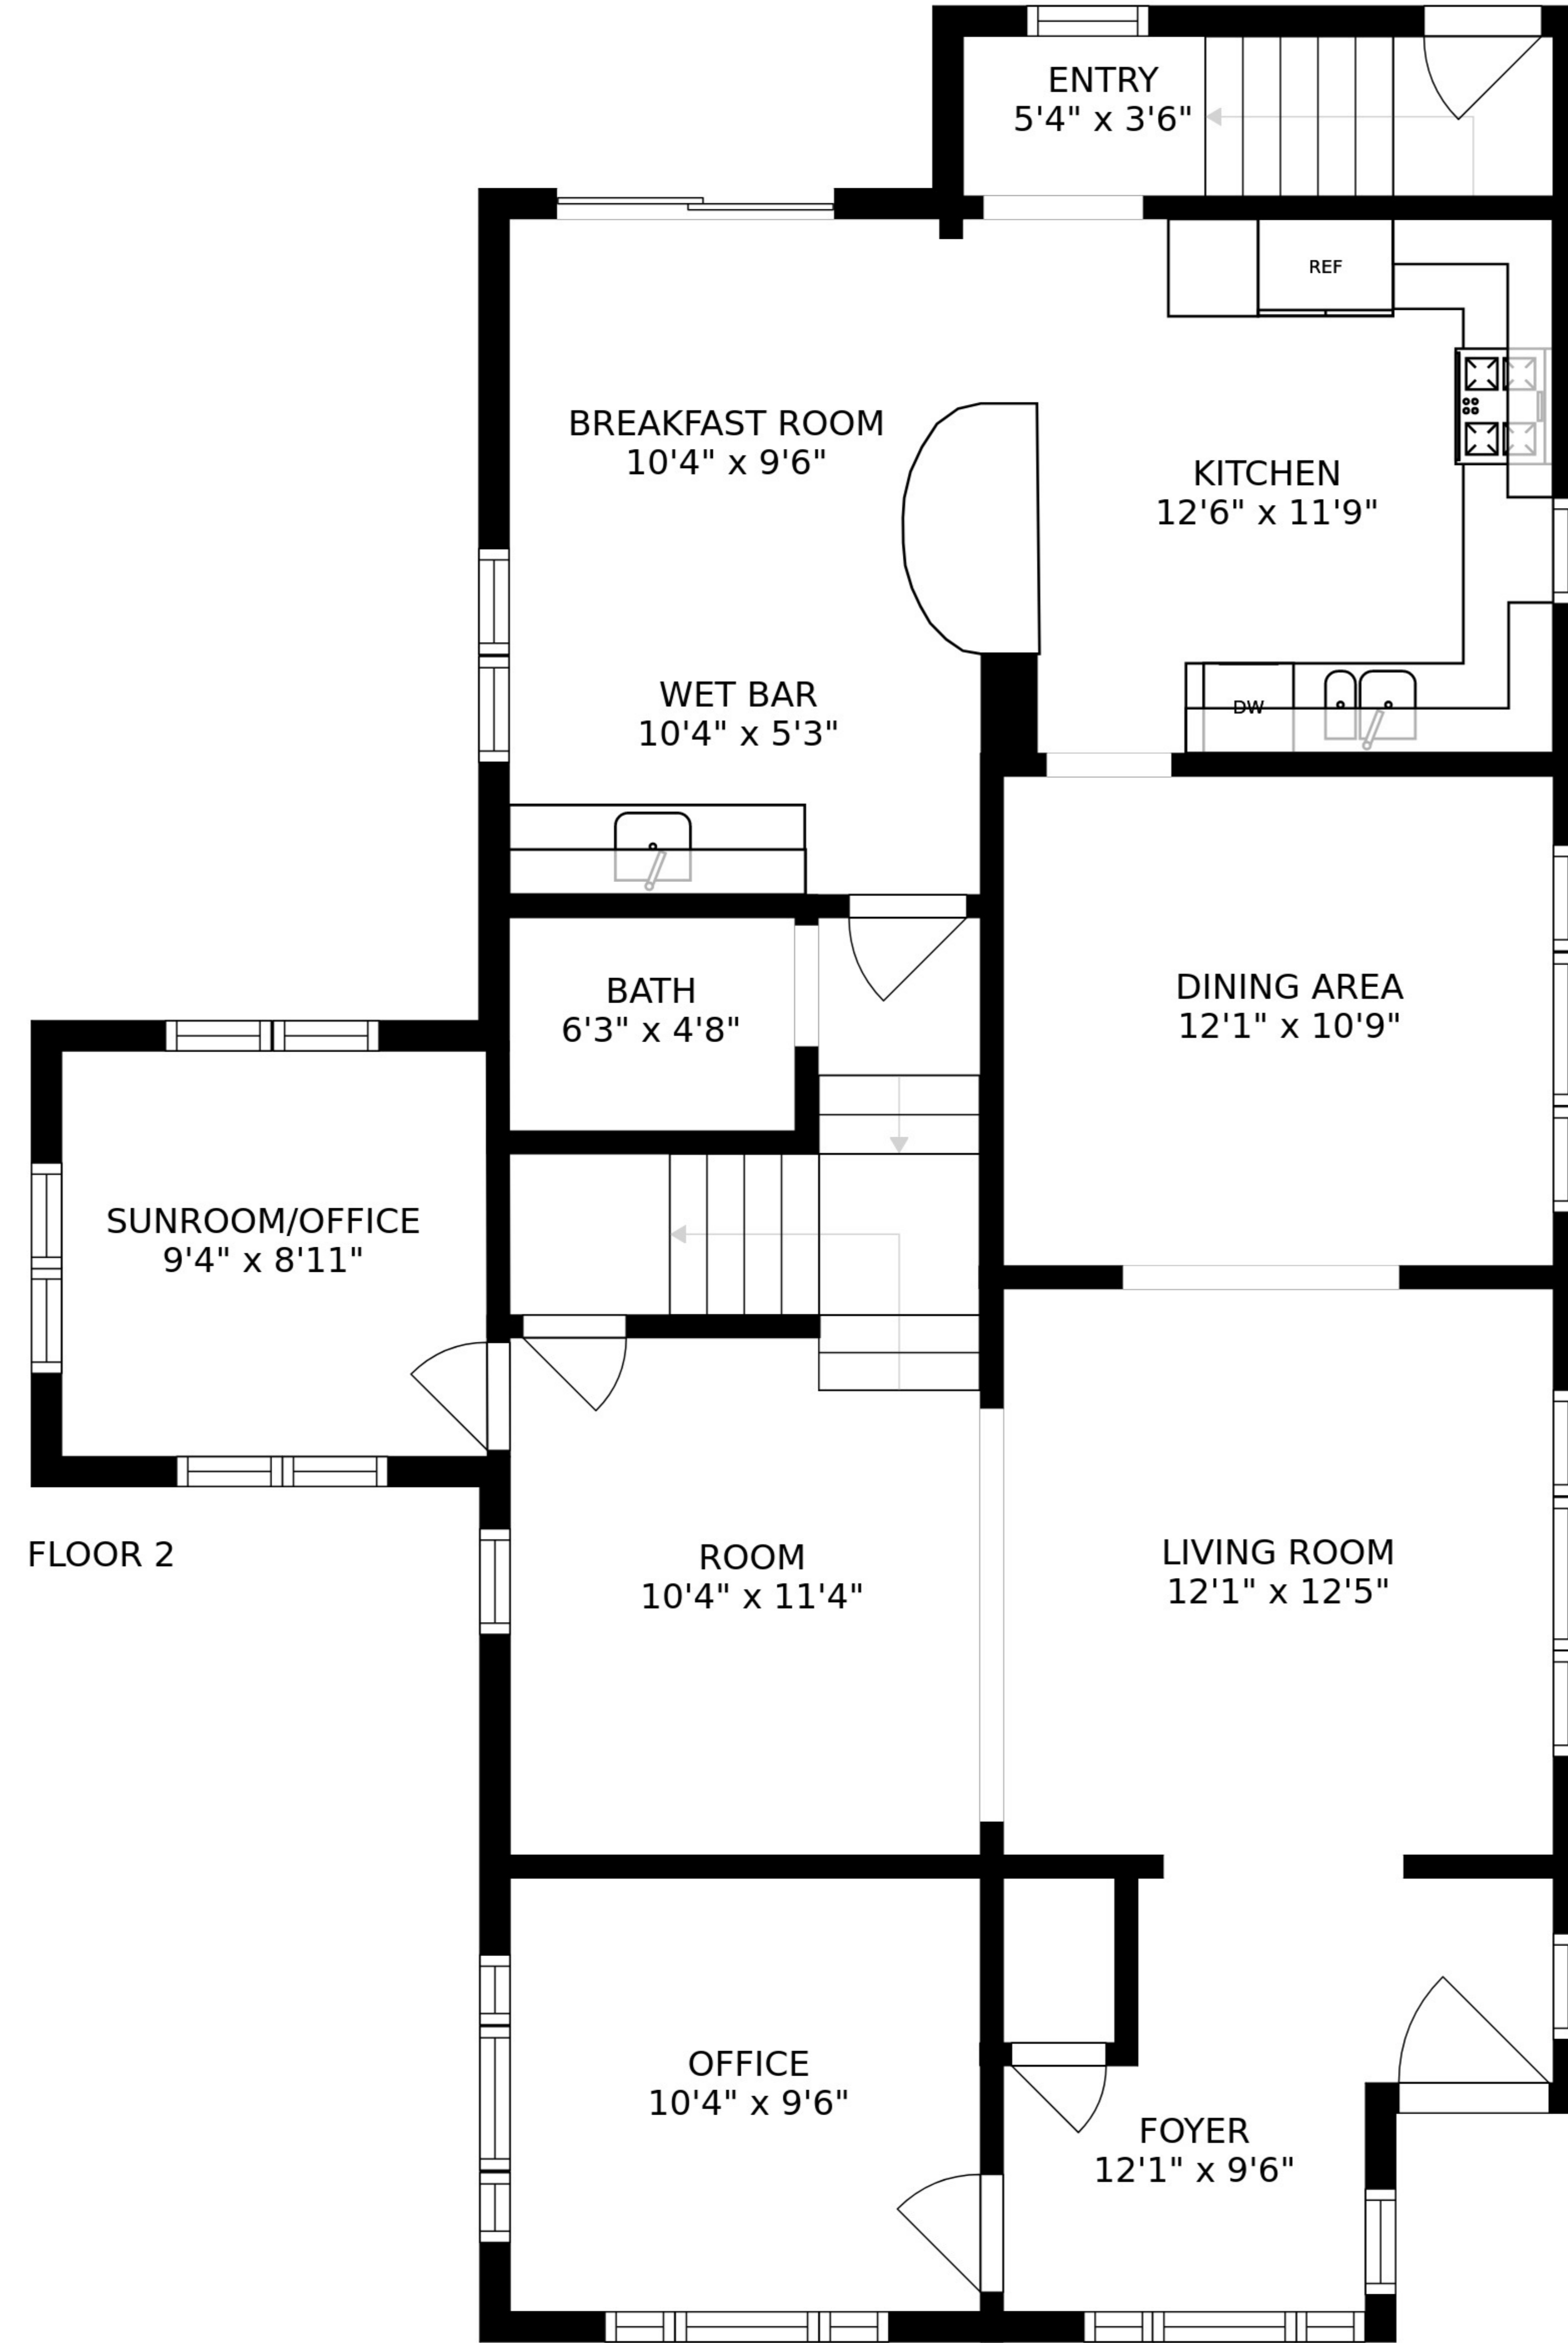 ENTRY
5'4" x 3'6"
REF
BREAKFAST ROOM
10'4" x 9'6"
KITCHEN
12'6" x 11'9"
WET BAR
10'4" x 5'3"
DW
BATH
6'3" x 4'8"
DINING AREA
12'1" x 10'9"
SUNROOM/OFFICE
9'4" x 8'11"
FLOOR 2
ROOM
10'4" x 11'4"
LIVING ROOM
12'1" x 12'5"
OFFICE
10'4" x 9'6"
FOYER
12'1" x 9'6"